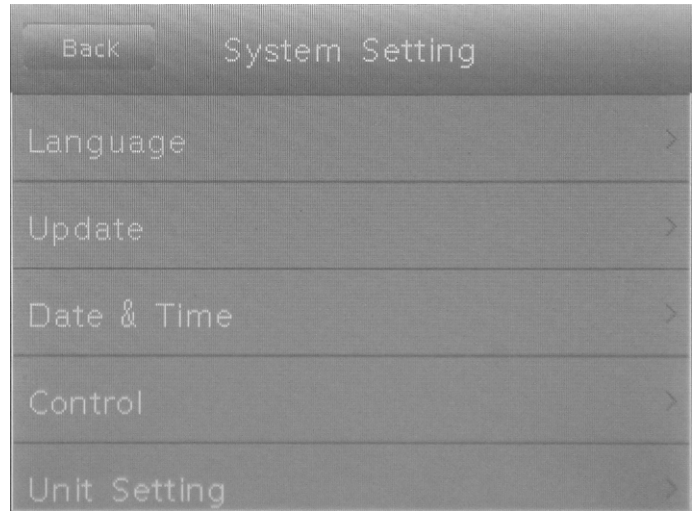 Back System Setting
Language
Update
Date & Time
Control
Unit Setting